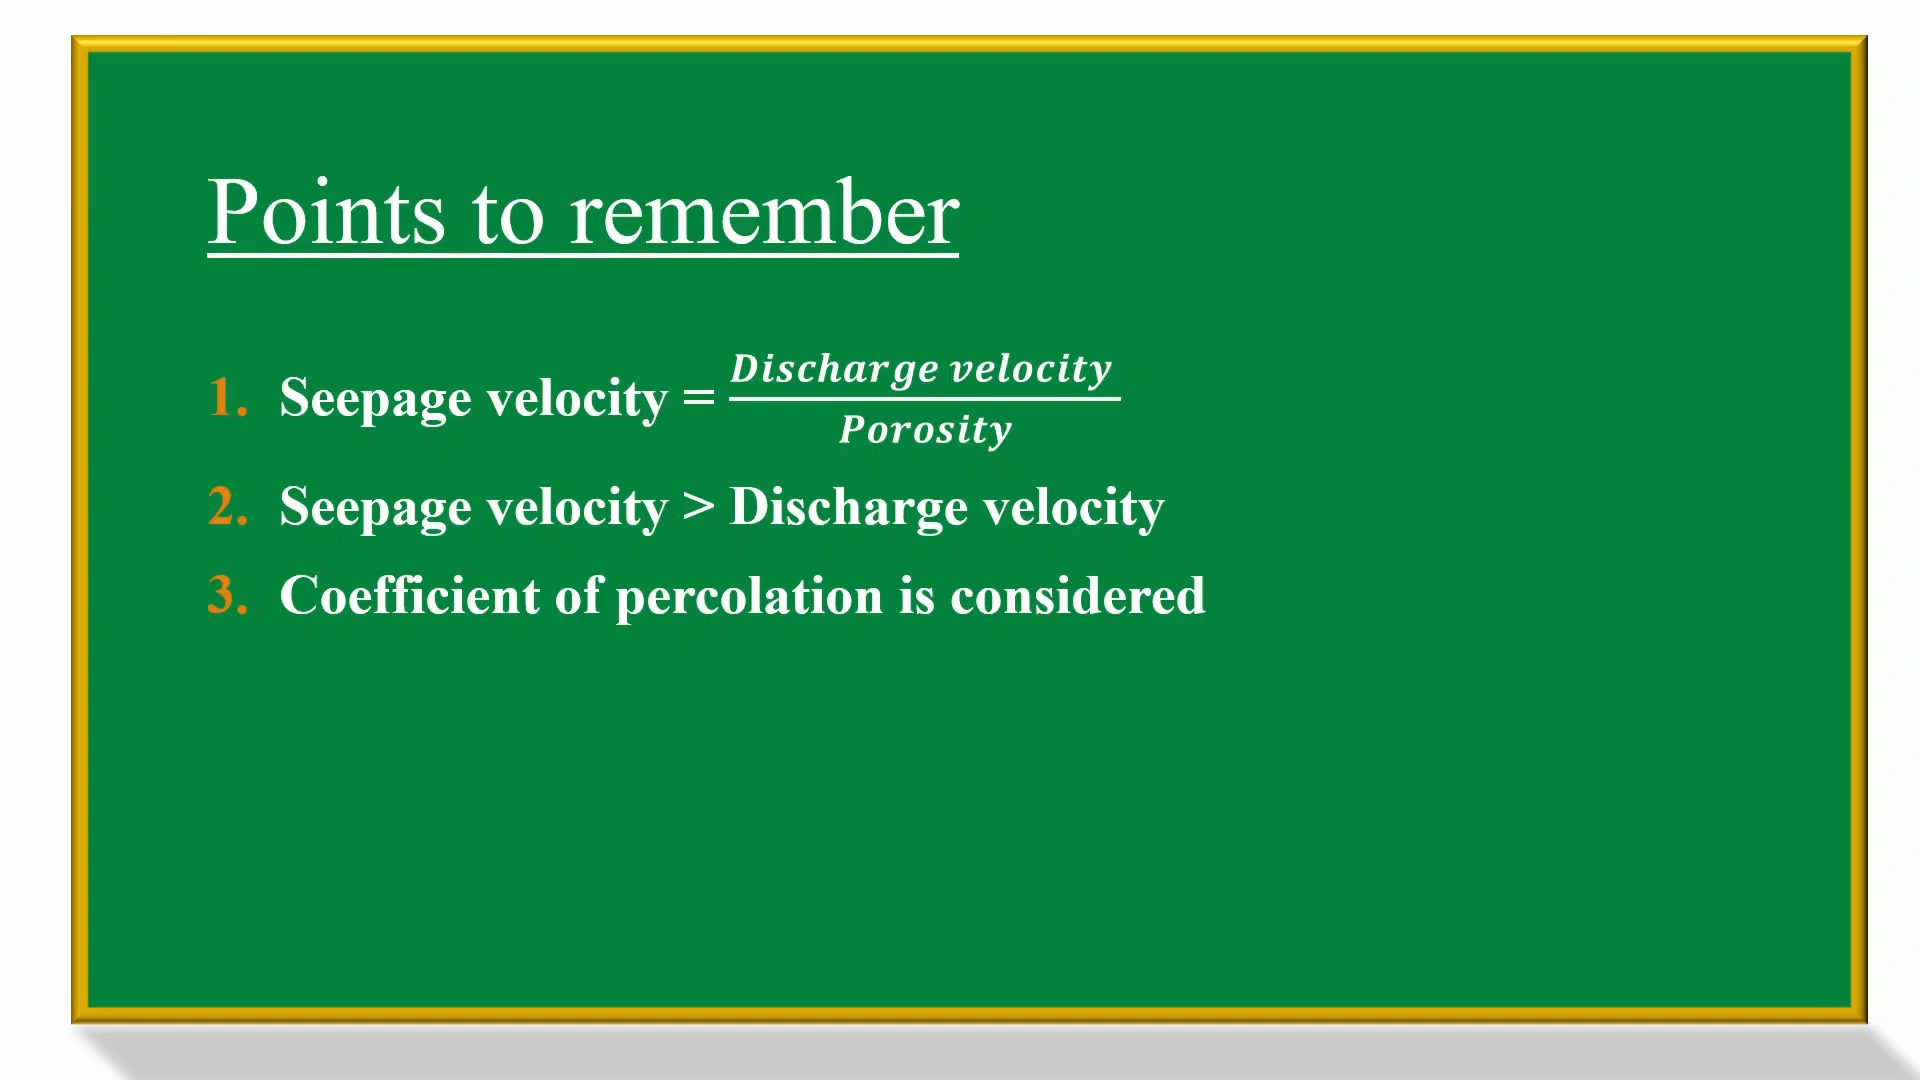 Points to remember
1. Seepage velocity = Discharge velocity / Porosity
2. Seepage velocity > Discharge velocity
3. Coefficient of percolation is considered